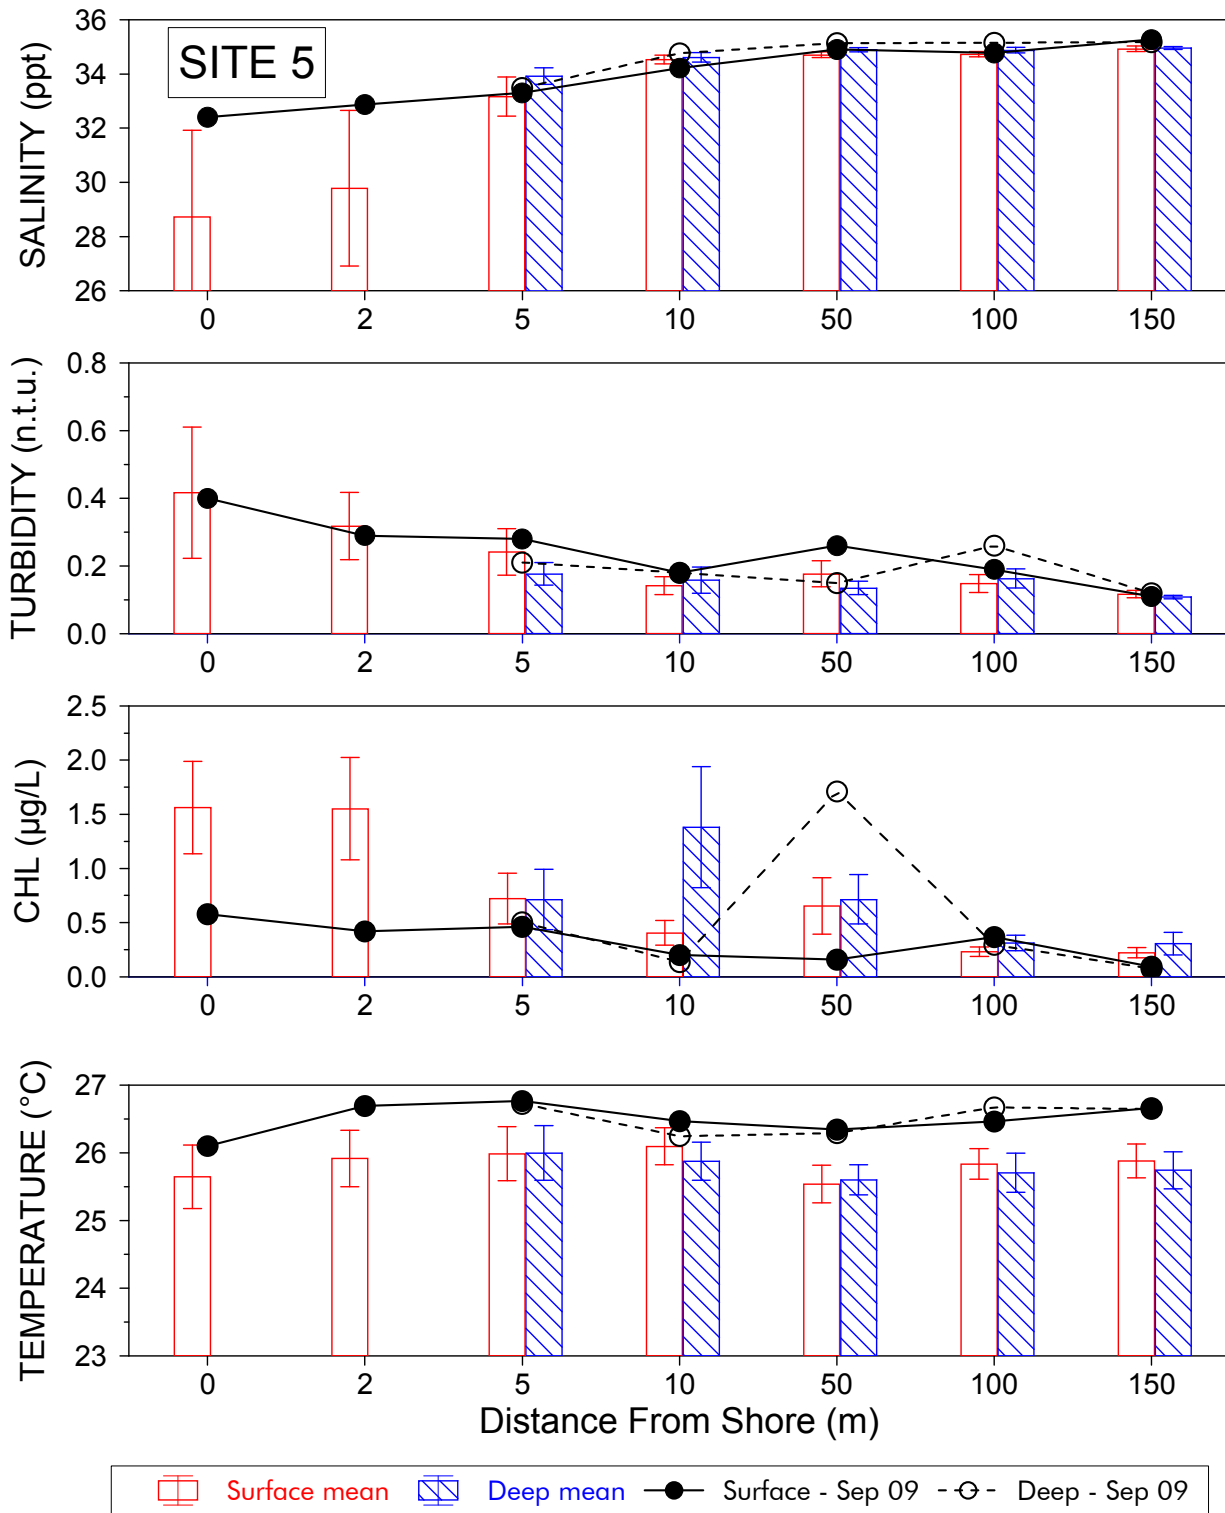 SITE 5
SALINITY (ppt)
36
34
32
30
28
26
0 2 5 10 50 100 150
TURBIDITY (n.t.u.)
0.8
0.6
0.4
0.2
0.0
0 2 5 10 50 100 150
CHL (µg/L)
2.5
2.0
1.5
1.0
0.5
0.0
0 2 5 10 50 100 150
TEMPERATURE (°C)
27
26
25
24
23
0 2 5 10 50 100 150
Distance From Shore (m)
Surface mean Deep mean Surface - Sep 09 Deep - Sep 09